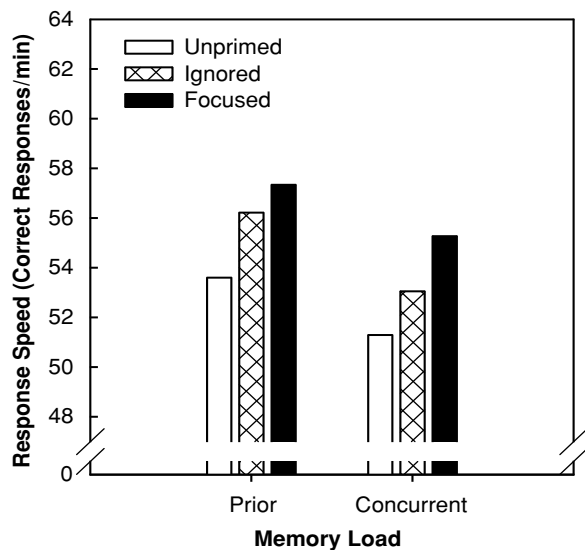 Response Speed (Correct Responses/min)
64
62
60
58
56
54
52
50
48
0
Unprimed
Ignored
Focused
Prior
Concurrent
Memory Load